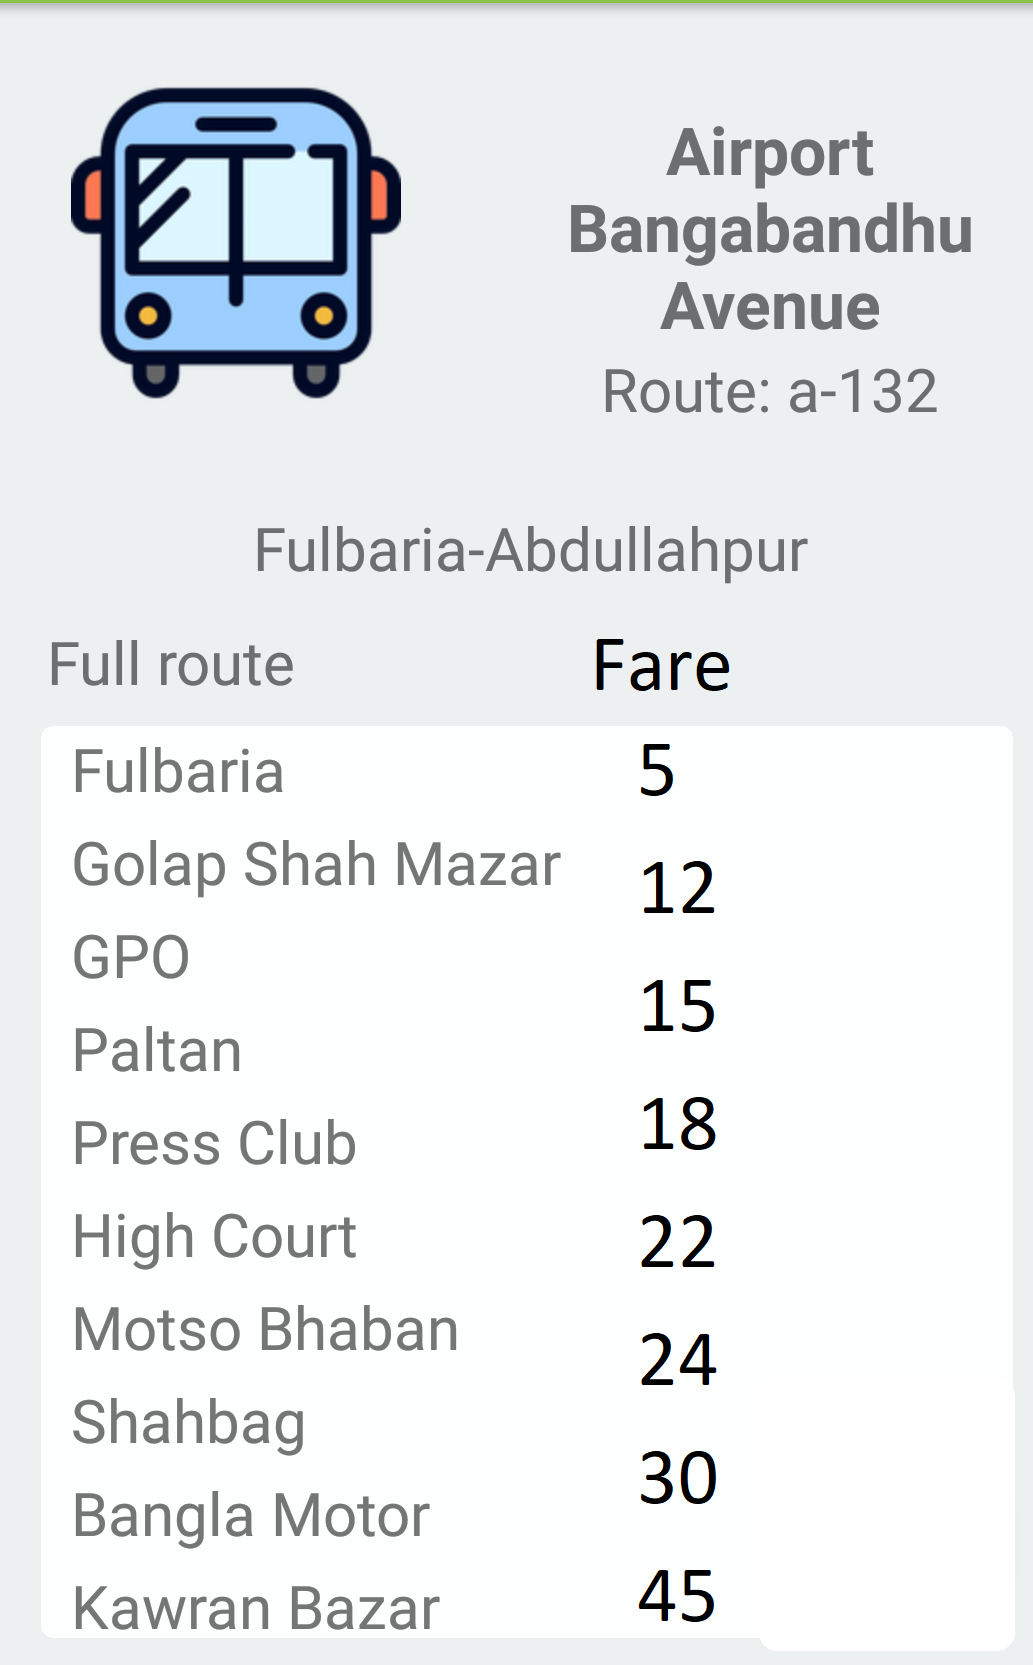 Airport
Bangabandhu
Avenue
Route: a-132
Fulbaria-Abdullahpur
Full route Fare
Fulbaria 5
Golap Shah Mazar 12
GPO
Paltan 15
Press Club 18
High Court 22
Motso Bhaban 24
Shahbag
Bangla Motor 30
Kawran Bazar 45